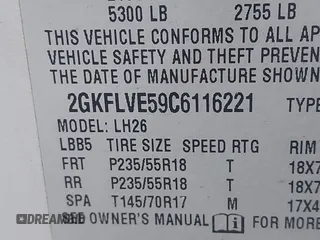 5300 LB 2755 LB
THIS VEHICLE CONFORMS TO ALL AP
VEHICLE SAFETY AND THEFT PREVEN
THE DATE OF MANUFACTURE SHOWN
2GKFLVE59C6116221 TYPE
MODEL: LH26
LBB5 TIRE SIZE SPEED RTG RIM
FRT P235/55R18 T 18X7
RR P235/55R18 T 18X7
SPA T145/70R17 M 17X4
SEE OWNER'S MANUAL i FOR MORE
DREAMBID